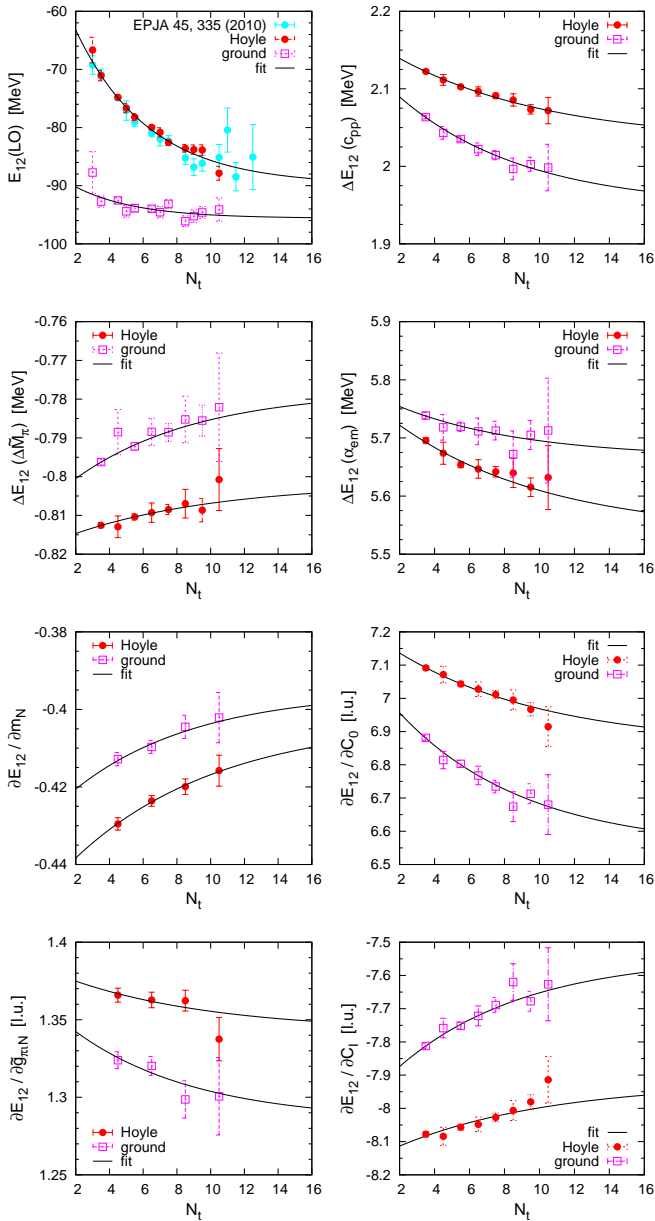 E12(LO) [MeV]
-60
-70
-80
-90
-100
EPJA 45, 335 (2010)
Hoyle
ground
fit
2 4 6 8 10 12 14 16
Nt
ΔE12 (cpp) [MeV]
2.2
2.1
2
1.9
Hoyle
ground
fit
2 4 6 8 10 12 14 16
Nt
ΔE12 (ΔM̃π) [MeV]
-0.76
-0.77
-0.78
-0.79
-0.8
-0.81
-0.82
Hoyle
ground
fit
2 4 6 8 10 12 14 16
Nt
ΔE12 (αem) [MeV]
5.9
5.8
5.7
5.6
5.5
Hoyle
ground
fit
2 4 6 8 10 12 14 16
Nt
∂E12 / ∂mN
-0.38
-0.4
-0.42
-0.44
Hoyle
ground
fit
2 4 6 8 10 12 14 16
Nt
∂E12 / ∂C0 [l.u.]
7.2
7.1
7
6.9
6.8
6.7
6.6
6.5
fit
Hoyle
ground
2 4 6 8 10 12 14 16
Nt
∂E12 / ∂g̃πN [l.u.]
1.4
1.35
1.3
1.25
Hoyle
ground
fit
2 4 6 8 10 12 14 16
Nt
∂E12 / ∂CI [l.u.]
-7.5
-7.6
-7.7
-7.8
-7.9
-8
-8.1
-8.2
fit
Hoyle
ground
2 4 6 8 10 12 14 16
Nt